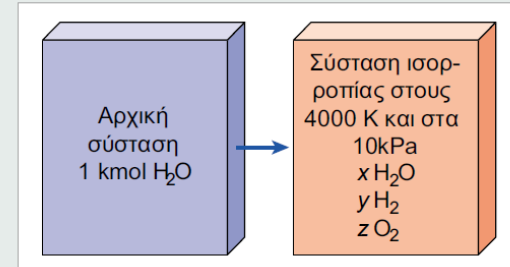 Αρχική
σύσταση
1 kmol H₂O
Σύσταση ισορ-
ροπίας στους
4000 K και στα
10kPa
x H₂O
y H₂
z O₂